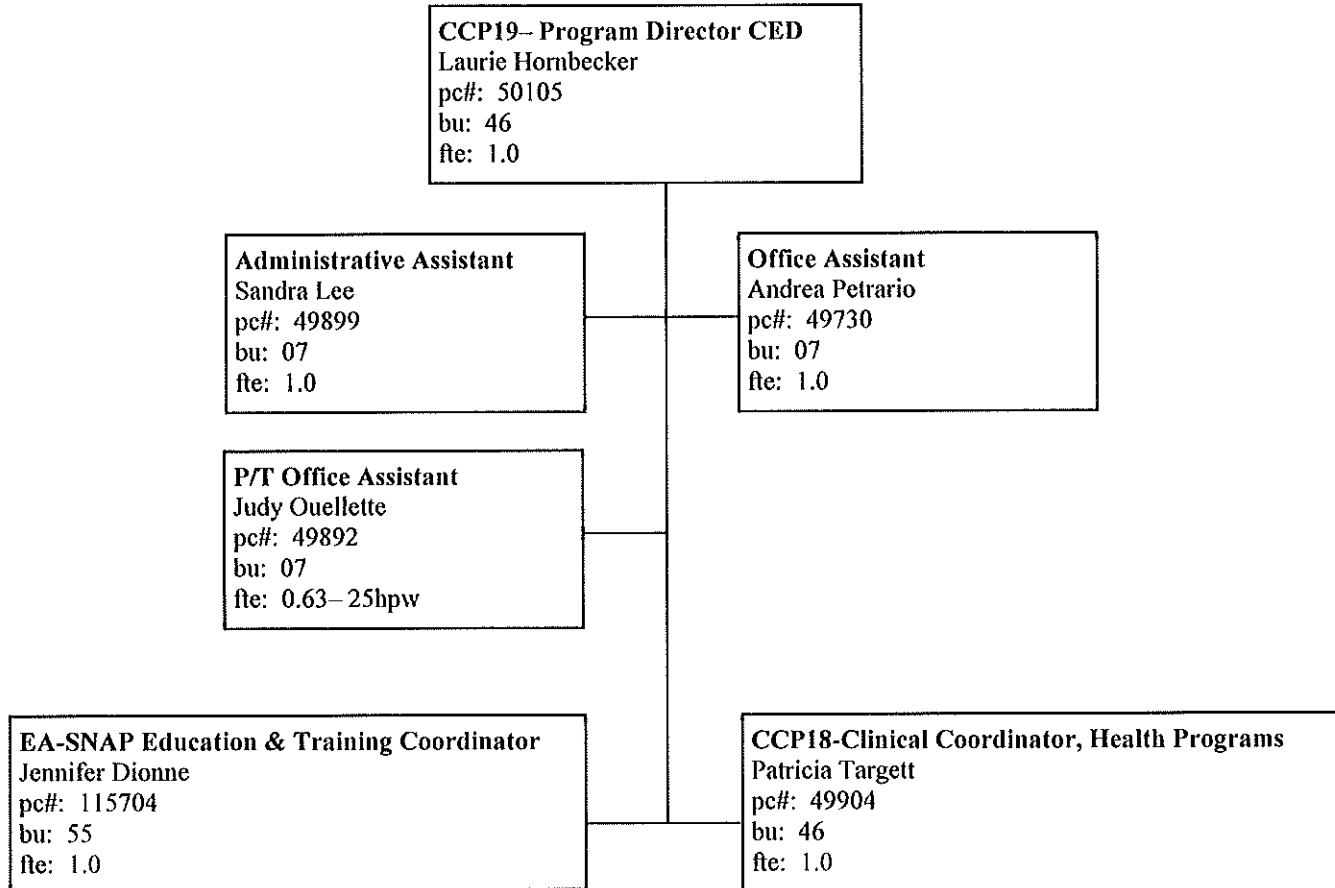 CCP19– Program Director CED
Laurie Hornbecker
pc#: 50105
bu: 46
fte: 1.0
Administrative Assistant
Sandra Lee
pc#: 49899
bu: 07
fte: 1.0
Office Assistant
Andrea Petrario
pc#: 49730
bu: 07
fte: 1.0
P/T Office Assistant
Judy Ouellette
pc#: 49892
bu: 07
fte: 0.63– 25hpw
EA-SNAP Education & Training Coordinator
Jennifer Dionne
pc#: 115704
bu: 55
fte: 1.0
CCP18-Clinical Coordinator, Health Programs
Patricia Targett
pc#: 49904
bu: 46
fte: 1.0